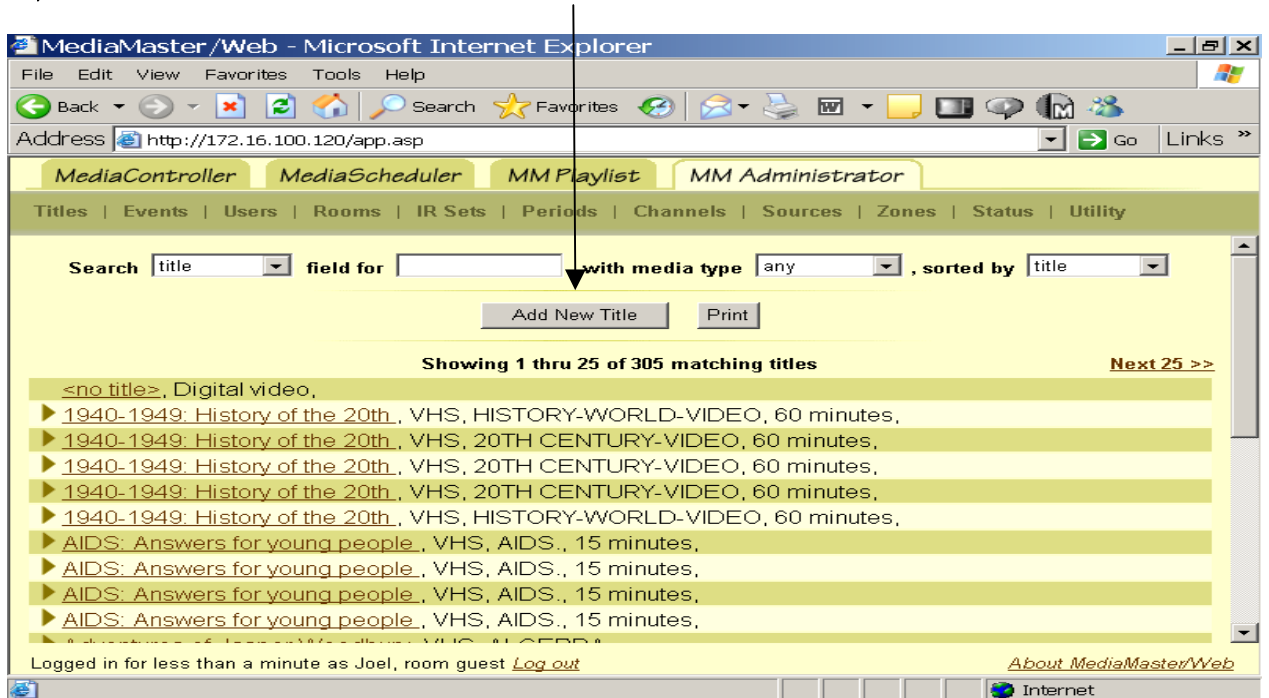 MediaMaster/Web - Microsoft Internet Explorer
File Edit View Favorites Tools Help
Back Search Favorites
Address http://172.16.100.120/app.asp Go Links »
MediaController MediaScheduler MM Playlist MM Administrator
Titles | Events | Users | Rooms | IR Sets | Periods | Channels | Sources | Zones | Status | Utility
Search title field for with media type any , sorted by title
Add New Title Print
Showing 1 thru 25 of 305 matching titles Next 25 >>
<no title>, Digital video,
1940-1949: History of the 20th , VHS, HISTORY-WORLD-VIDEO, 60 minutes,
1940-1949: History of the 20th , VHS, 20TH CENTURY-VIDEO, 60 minutes,
1940-1949: History of the 20th , VHS, 20TH CENTURY-VIDEO, 60 minutes,
1940-1949: History of the 20th , VHS, 20TH CENTURY-VIDEO, 60 minutes,
1940-1949: History of the 20th , VHS, HISTORY-WORLD-VIDEO, 60 minutes,
AIDS: Answers for young people , VHS, AIDS., 15 minutes,
AIDS: Answers for young people , VHS, AIDS., 15 minutes,
AIDS: Answers for young people , VHS, AIDS., 15 minutes,
AIDS: Answers for young people , VHS, AIDS., 15 minutes,
Logged in for less than a minute as Joel, room guest Log out About MediaMaster/Web
Internet